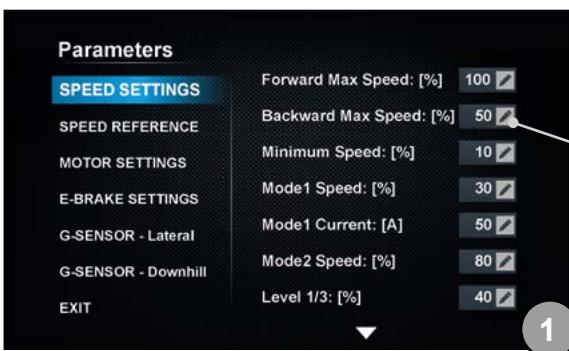 Parameters
SPEED SETTINGS
SPEED REFERENCE
MOTOR SETTINGS
E-BRAKE SETTINGS
G-SENSOR - Lateral
G-SENSOR - Downhill
EXIT
Forward Max Speed: [%] 100
Backward Max Speed: [%] 50
Minimum Speed: [%] 10
Mode1 Speed: [%] 30
Mode1 Current: [A] 50
Mode2 Speed: [%] 80
Level 1/3: [%] 40
1